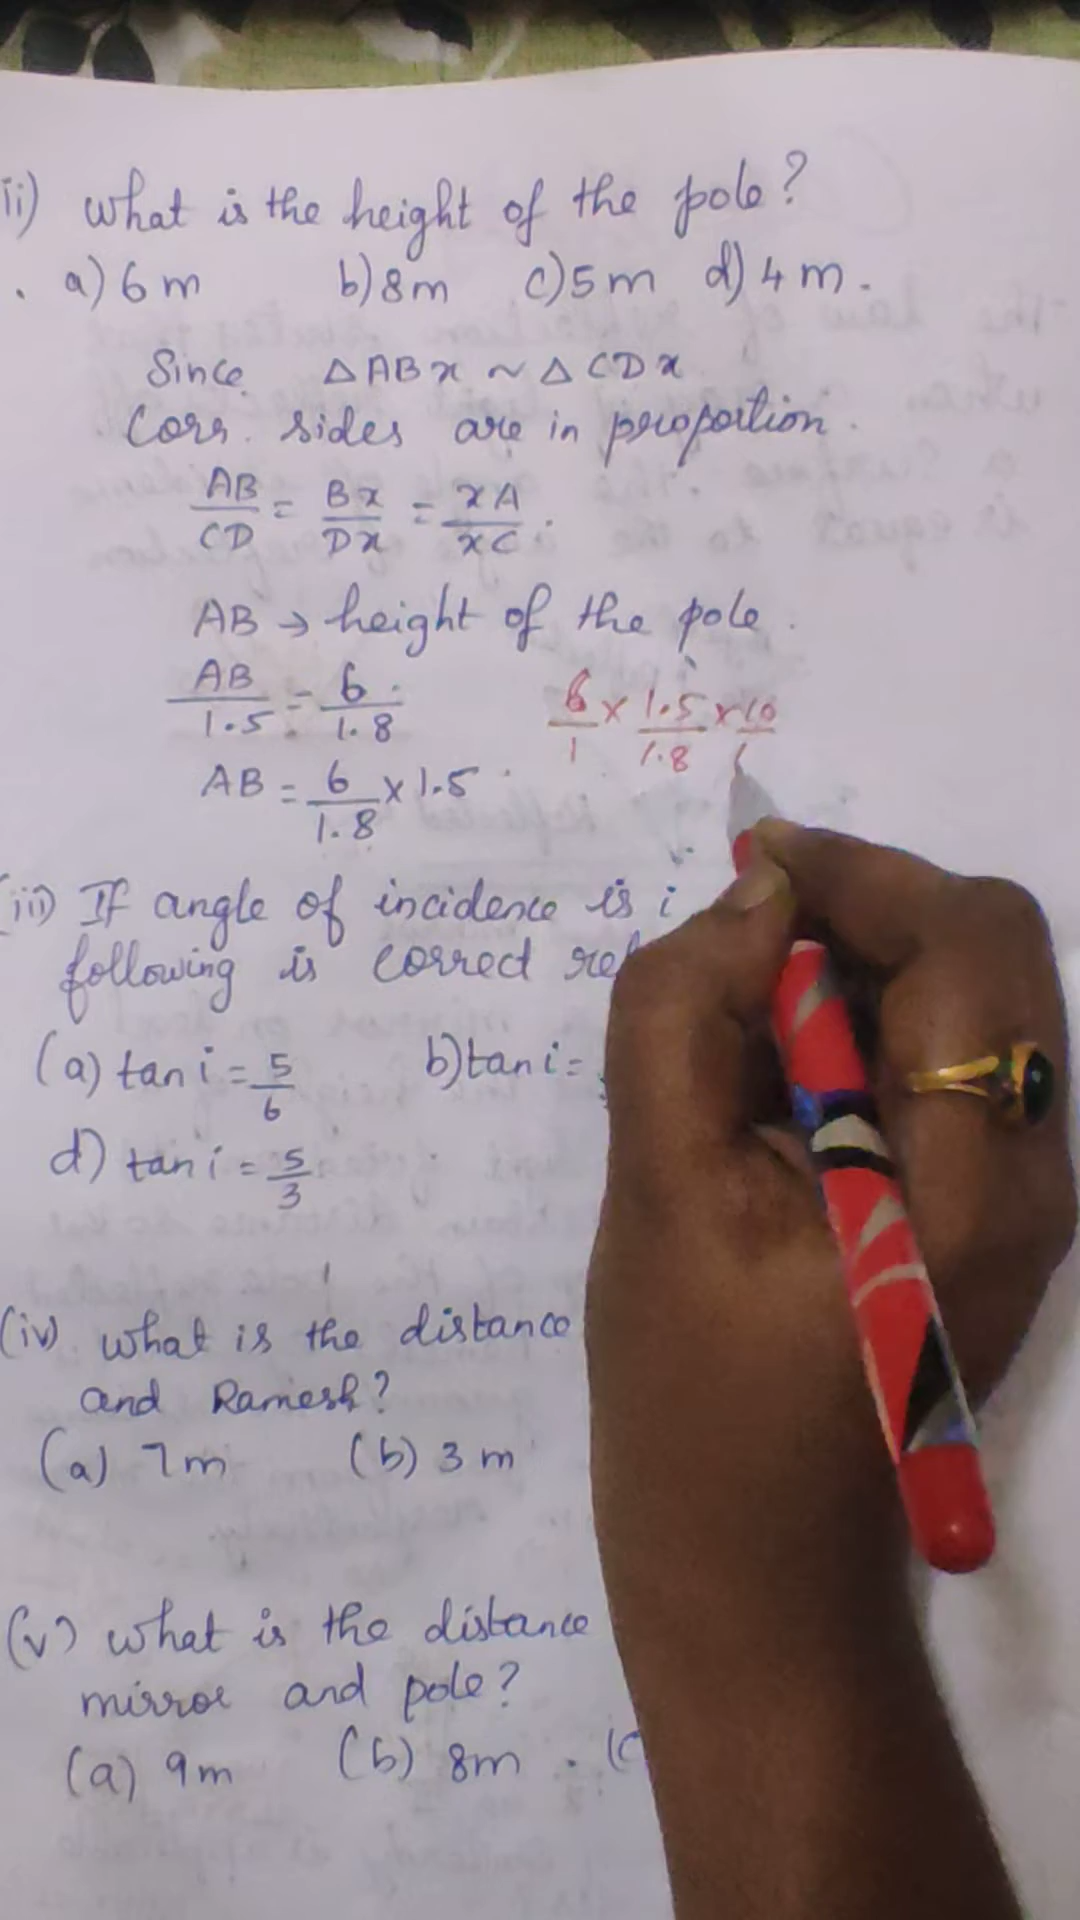 ii) what is the height of the pole?
a) 6 m b) 8m c) 5 m d) 4 m.
Since △ABx ~ △CDx
Corr. sides are in proportion.
AB/CD = Bx/Dx = xA/xC.
AB → height of the pole.
AB/1.5 = 6/1.8
6/1 × 1.5/1.8 × 10/
AB = 6/1.8 × 1.5
(iii) If angle of incidence is i
following is correct
(a) tan i = 5/6 b) tan i =
d) tan i = 5/3
(iv) what is the distance
and Ramesh?
(a) 7m (b) 3 m
(v) what is the distance
mirror and pole?
(a) 9m (b) 8m . (c